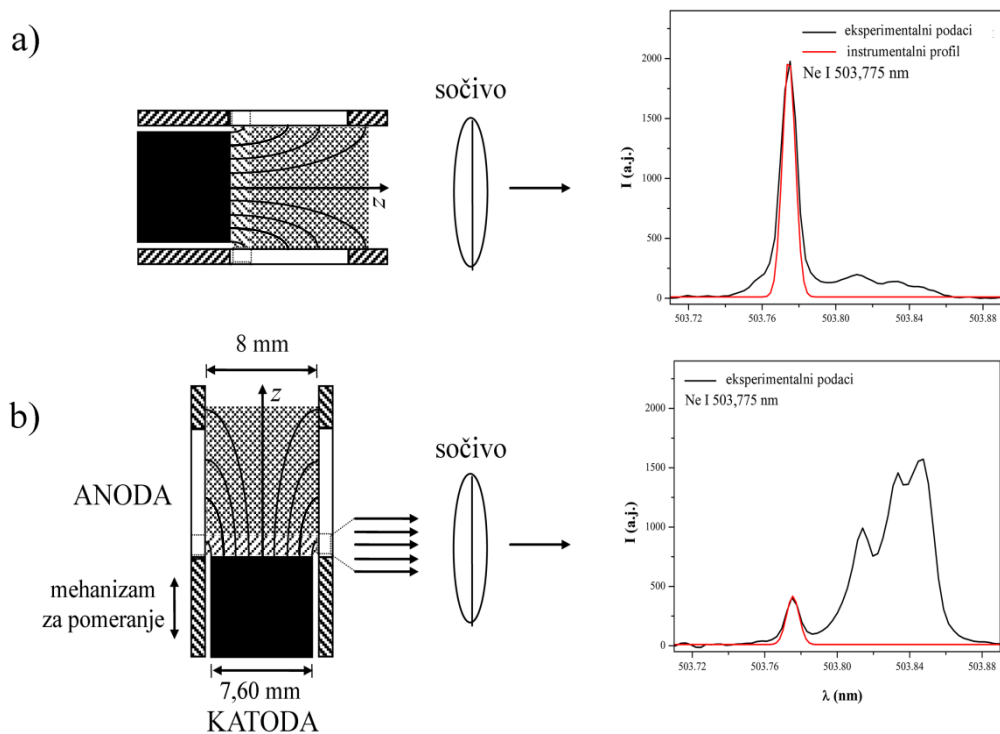 a)
sočivo
z
eksperimentalni podaci
instrumentalni profil
Ne I 503,775 nm
I (a.j.)
2000
1500
1000
500
0
503.72 503.76 503.80 503.84 503.88
b)
8 mm
z
ANODA
mehanizam
za pomeranje
7,60 mm
KATODA
sočivo
eksperimentalni podaci
Ne I 503,775 nm
I (a.j.)
2000
1500
1000
500
0
503.72 503.76 503.80 503.84 503.88
λ (nm)